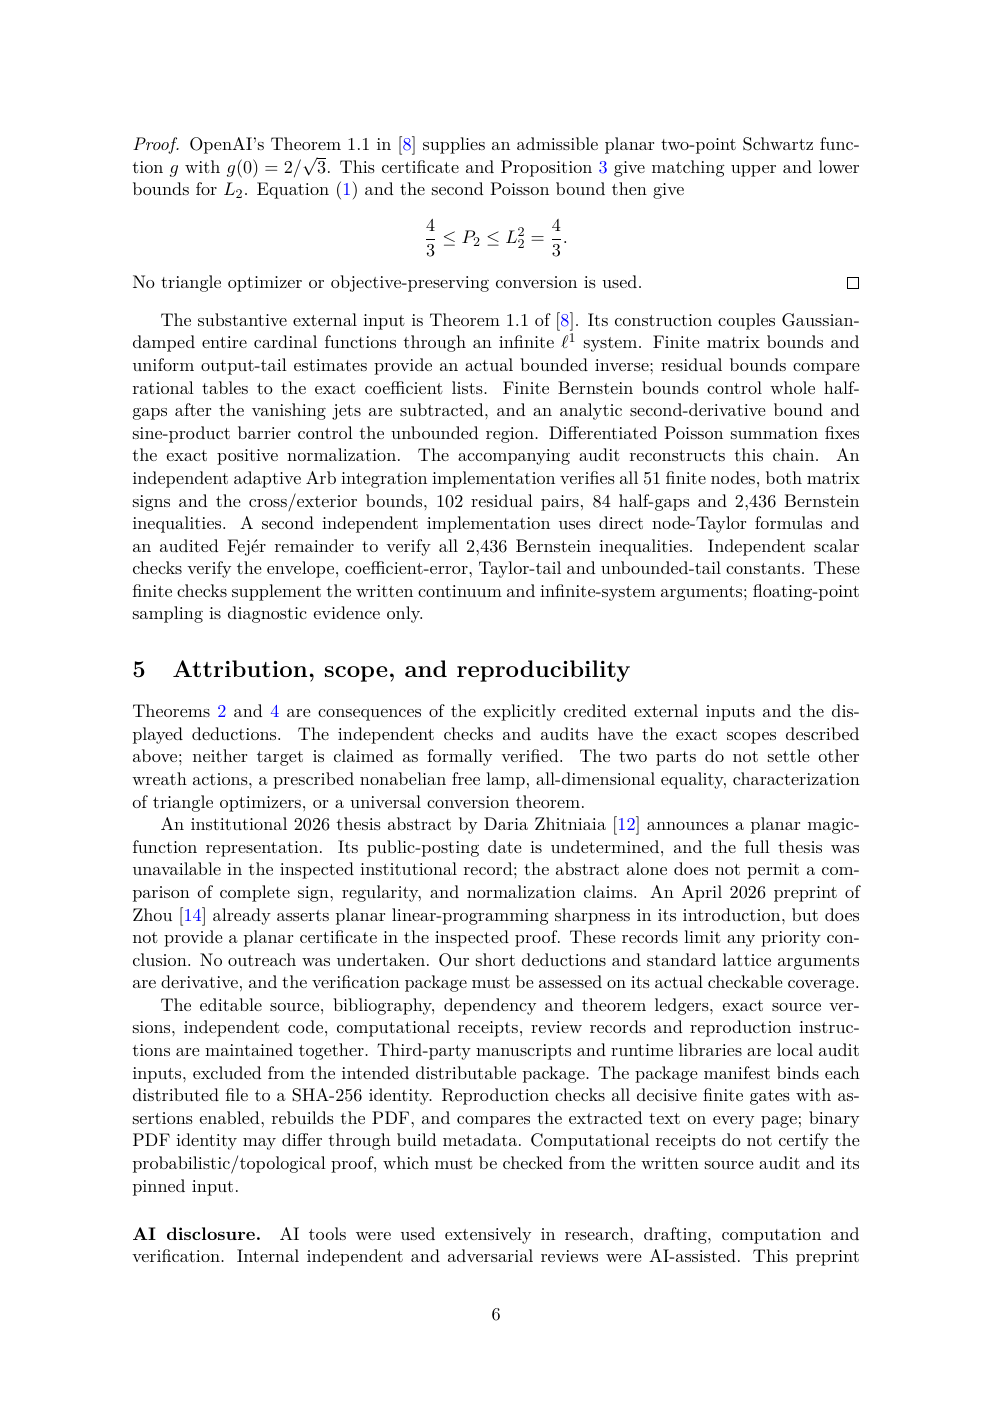 Proof. OpenAI's Theorem 1.1 in [8] supplies an admissible planar two-point Schwartz func-
tion g with g(0) = 2/√3. This certificate and Proposition 3 give matching upper and lower
bounds for L₂. Equation (1) and the second Poisson bound then give
4/3 ≤ P₂ ≤ L₂² = 4/3.
No triangle optimizer or objective-preserving conversion is used. □
The substantive external input is Theorem 1.1 of [8]. Its construction couples Gaussian-
damped entire cardinal functions through an infinite ℓ¹ system. Finite matrix bounds and
uniform output-tail estimates provide an actual bounded inverse; residual bounds compare
rational tables to the exact coefficient lists. Finite Bernstein bounds control whole half-
gaps after the vanishing jets are subtracted, and an analytic second-derivative bound and
sine-product barrier control the unbounded region. Differentiated Poisson summation fixes
the exact positive normalization. The accompanying audit reconstructs this chain. An
independent adaptive Arb integration implementation verifies all 51 finite nodes, both matrix
signs and the cross/exterior bounds, 102 residual pairs, 84 half-gaps and 2,436 Bernstein
inequalities. A second independent implementation uses direct node-Taylor formulas and
an audited Fejér remainder to verify all 2,436 Bernstein inequalities. Independent scalar
checks verify the envelope, coefficient-error, Taylor-tail and unbounded-tail constants. These
finite checks supplement the written continuum and infinite-system arguments; floating-point
sampling is diagnostic evidence only.
5 Attribution, scope, and reproducibility
Theorems 2 and 4 are consequences of the explicitly credited external inputs and the dis-
played deductions. The independent checks and audits have the exact scopes described
above; neither target is claimed as formally verified. The two parts do not settle other
wreath actions, a prescribed nonabelian free lamp, all-dimensional equality, characterization
of triangle optimizers, or a universal conversion theorem.
An institutional 2026 thesis abstract by Daria Zhitniaia [12] announces a planar magic-
function representation. Its public-posting date is undetermined, and the full thesis was
unavailable in the inspected institutional record; the abstract alone does not permit a com-
parison of complete sign, regularity, and normalization claims. An April 2026 preprint of
Zhou [14] already asserts planar linear-programming sharpness in its introduction, but does
not provide a planar certificate in the inspected proof. These records limit any priority con-
clusion. No outreach was undertaken. Our short deductions and standard lattice arguments
are derivative, and the verification package must be assessed on its actual checkable coverage.
The editable source, bibliography, dependency and theorem ledgers, exact source ver-
sions, independent code, computational receipts, review records and reproduction instruc-
tions are maintained together. Third-party manuscripts and runtime libraries are local audit
inputs, excluded from the intended distributable package. The package manifest binds each
distributed file to a SHA-256 identity. Reproduction checks all decisive finite gates with as-
sertions enabled, rebuilds the PDF, and compares the extracted text on every page; binary
PDF identity may differ through build metadata. Computational receipts do not certify the
probabilistic/topological proof, which must be checked from the written source audit and its
pinned input.
AI disclosure. AI tools were used extensively in research, drafting, computation and
verification. Internal independent and adversarial reviews were AI-assisted. This preprint
6